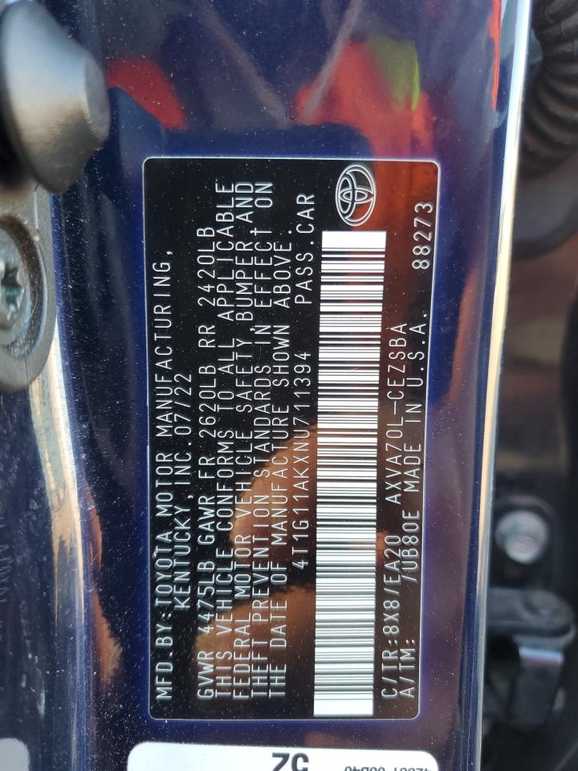 MFD.BY:TOYOTA MOTOR MANUFACTURING,
KENTUCKY, INC. 07/22
GVWR 4475LB GAWR FR 2620LB RR 2420LB
THIS VEHICLE CONFORMS TO ALL APPLICABLE
FEDERAL MOTOR VEHICLE SAFETY, BUMPER AND
THEFT PREVENTION STANDARDS IN EFFECT ON
THE DATE OF MANUFACTURE SHOWN ABOVE.
4T1G11AKXNU711394 PASS.CAR
C/TR:8X8/EA20 AXVA70L-CEZSBA
A/TM: /UB80E MADE IN U.S.A. 88273
52